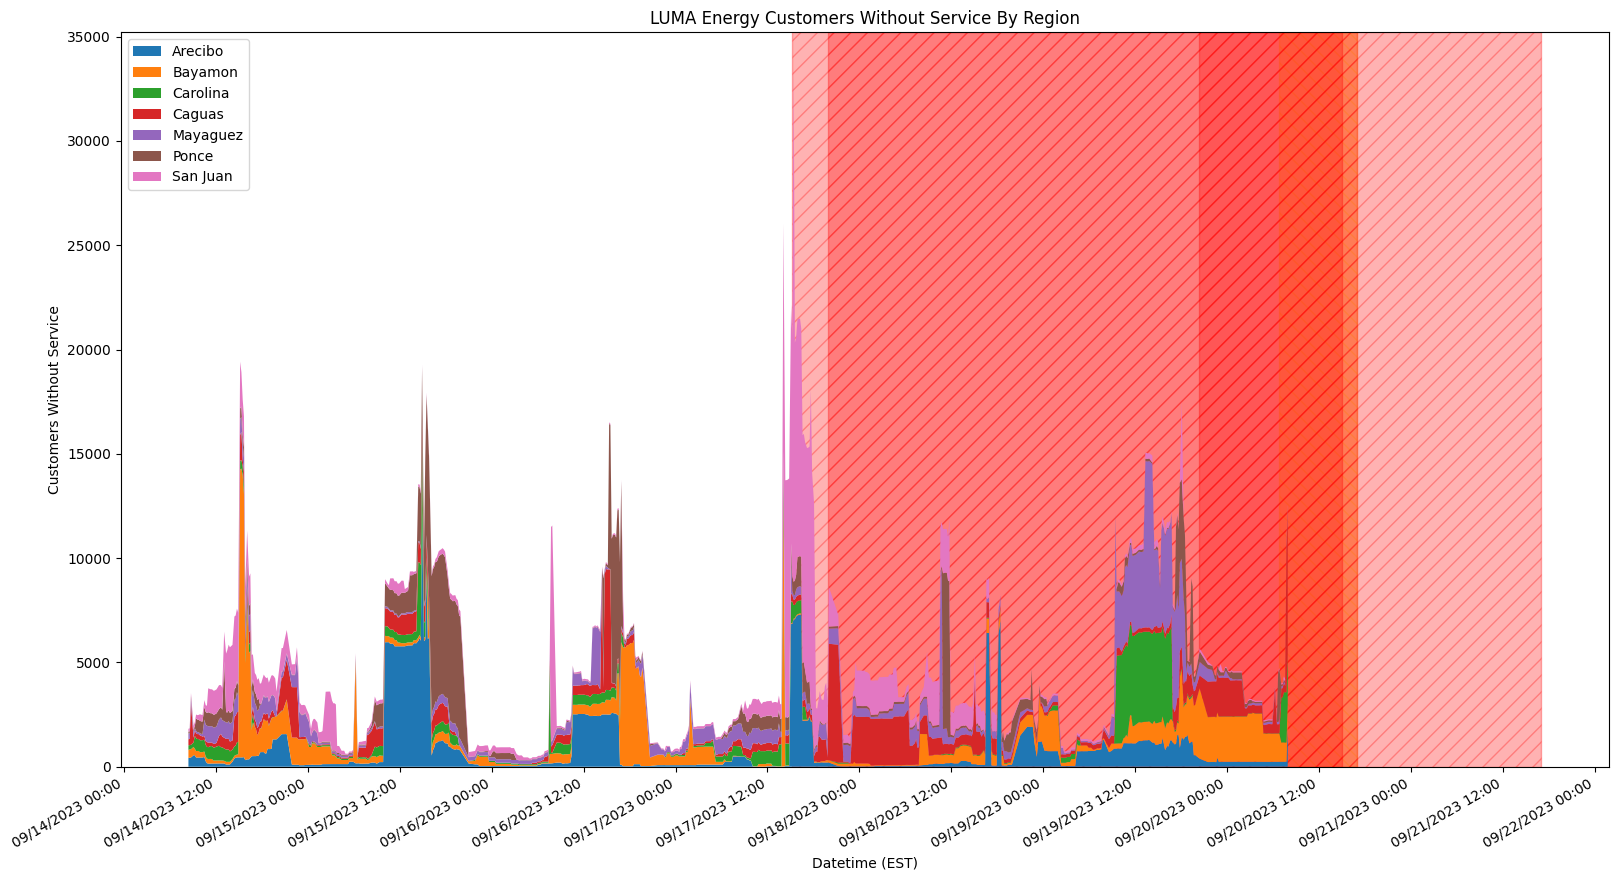 LUMA Energy Customers Without Service By Region
35000
30000
25000
20000
15000
10000
5000
0
Customers Without Service
Arecibo
Bayamon
Carolina
Caguas
Mayaguez
Ponce
San Juan
09/14/2023 00:00
09/14/2023 12:00
09/15/2023 00:00
09/15/2023 12:00
09/16/2023 00:00
09/16/2023 12:00
09/17/2023 00:00
09/17/2023 12:00
09/18/2023 00:00
09/18/2023 12:00
09/19/2023 00:00
09/19/2023 12:00
09/20/2023 00:00
09/20/2023 12:00
09/21/2023 00:00
09/21/2023 12:00
09/22/2023 00:00
Datetime (EST)